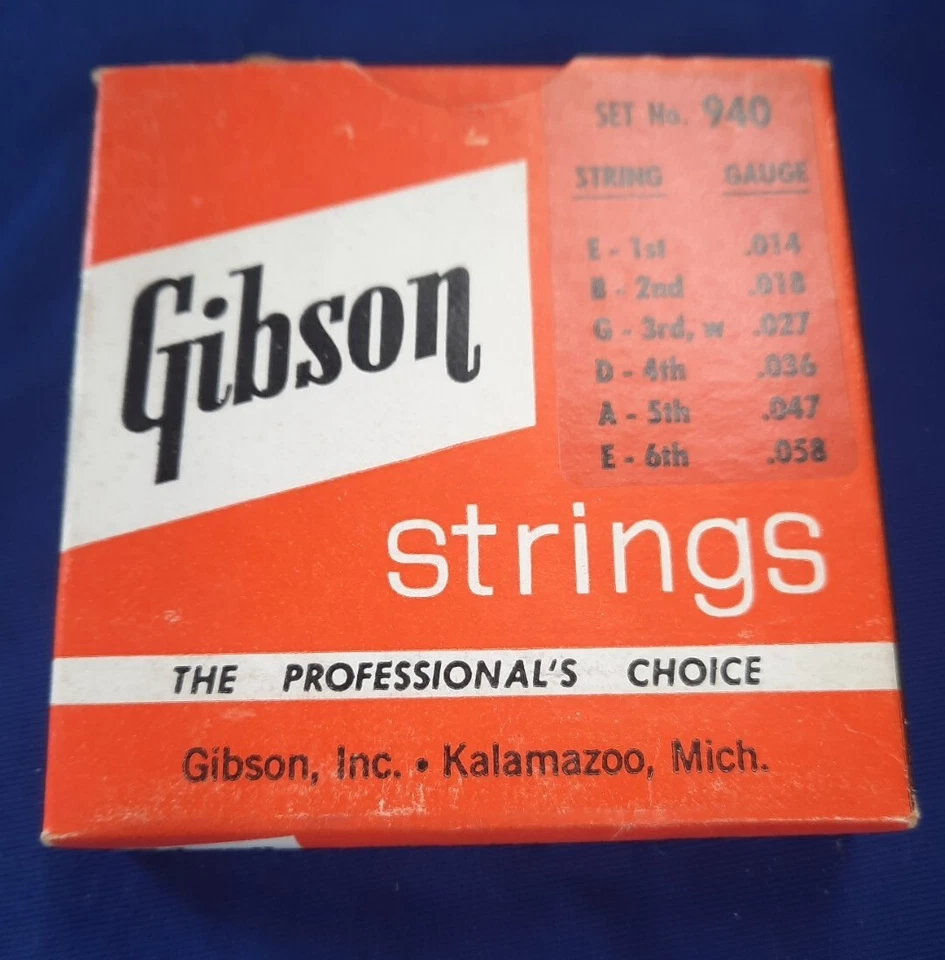 SET No. 940
STRING GAUGE
E - 1st .014
B - 2nd .018
G - 3rd, w .027
D - 4th .036
A - 5th .047
E - 6th .058
Gibson
strings
THE PROFESSIONAL'S CHOICE
Gibson, Inc. • Kalamazoo, Mich.